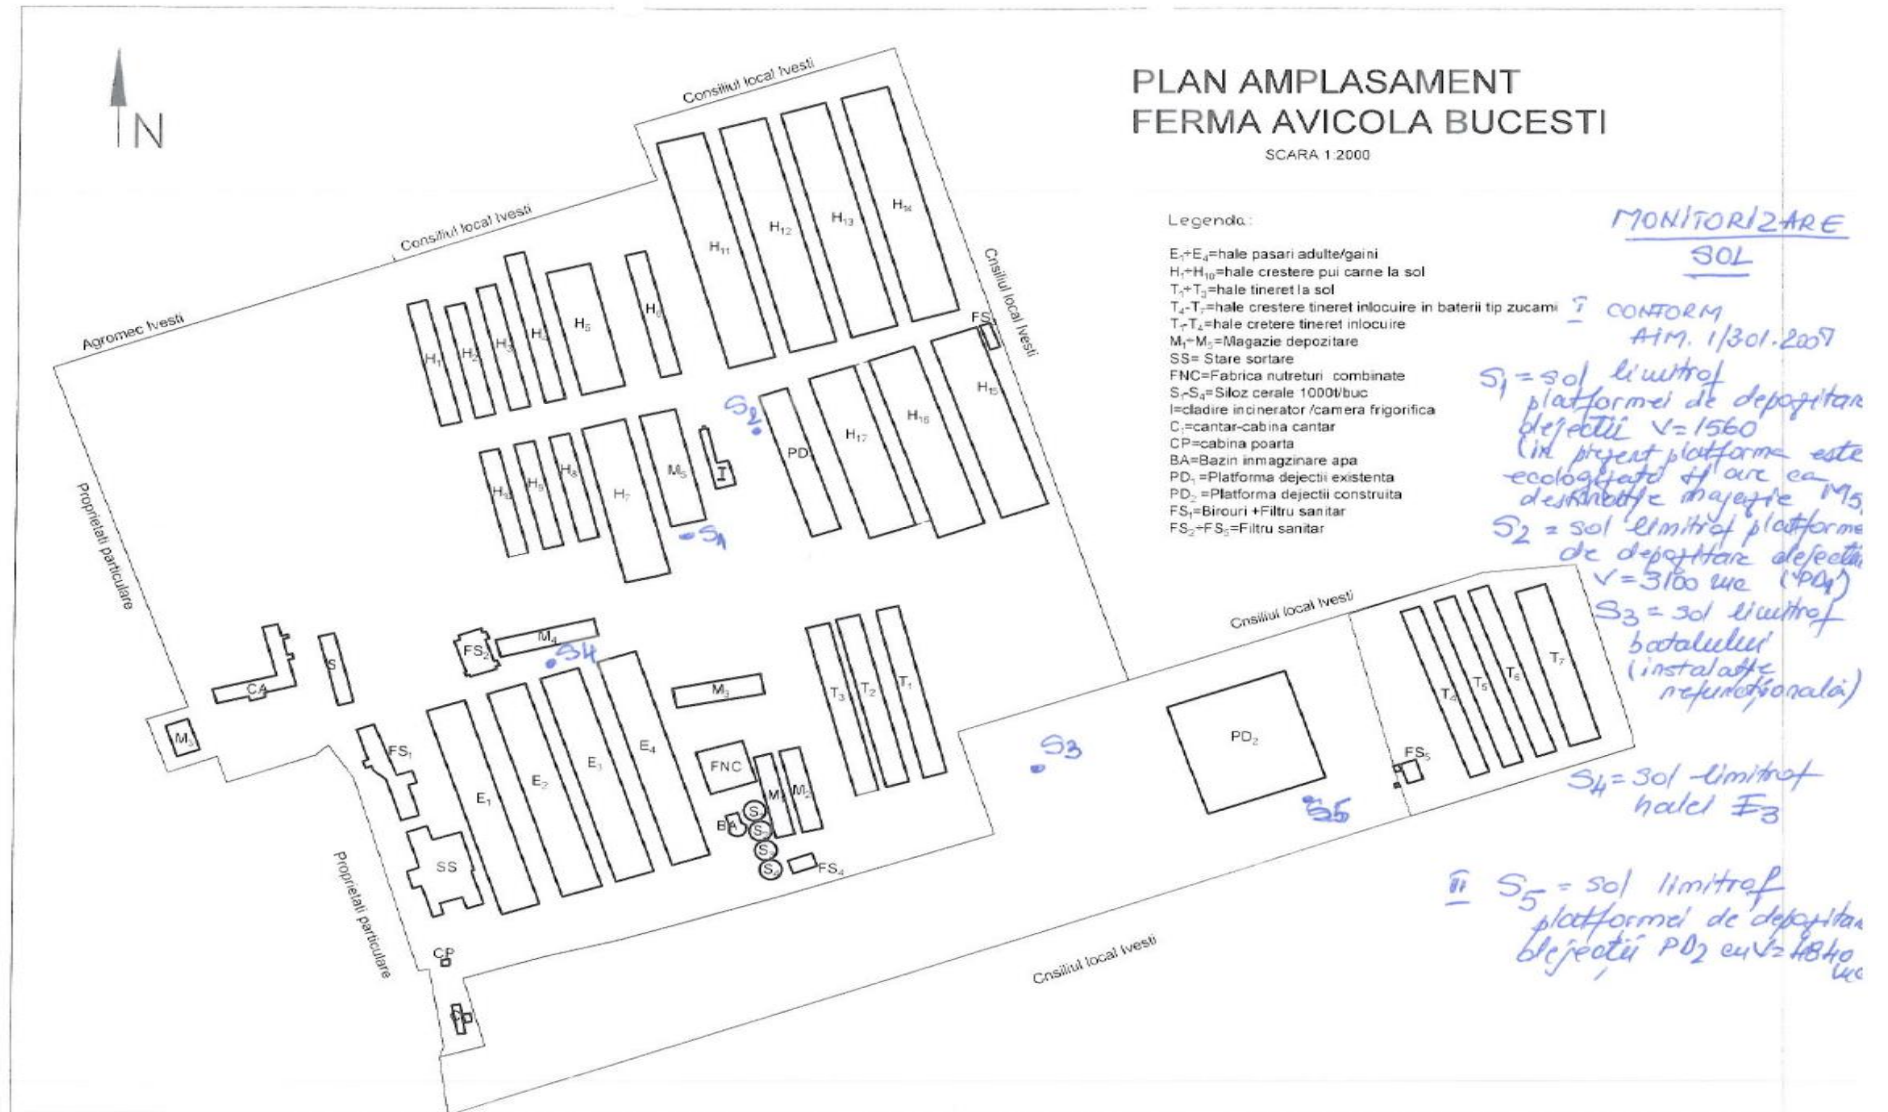 N
PLAN AMPLASAMENT
FERMA AVICOLA BUCESTI
SCARA 1:2000
Legenda:
E₁÷E₄=hale pasari adulte/gaini
H₁÷H₁₀=hale crestere pui carne la sol
T₁÷T₃=hale tineret la sol
T₄-T₇=hale crestere tineret inlocuire in baterii tip zucami
T₁-T₄=hale cretere tineret inlocuire
M₁÷M₅=Magazie depozitare
SS= Stare sortare
FNC=Fabrica nutreturi combinate
S₁-S₄=Siloz cerale 1000t/buc
I=cladire incinerator /camera frigorifica
C₁=cantar-cabina cantar
CP=cabina poarta
BA=Bazin inmagzinare apa
PD₁ =Platforma dejectii existenta
PD₂ =Platforma dejectii construita
FS₁=Birouri +Filtru sanitar
FS₂÷FS₅=Filtru sanitar
MONITORIZARE
SOL
I CONFORM
AIM. 1/301.2007
S₁ = sol limitrof
platformei de depozitare
dejectii V=1560
(in prezent platforma este
ecologizată și are ca
destinație magazie M5
S₂ = sol limitrof platforme
de depozitare dejectii
V=3100 mc (PD1)
S₃ = sol limitrof
batalului
(instalație
nefuncțională)
S₄ = sol limitrof
halei E3
II S₅ = sol limitrof
platformei de depozitare
dejecții PD₂ cu V=4840
mc
Consiliul local Ivesti
Consiliul local Ivesti
Agromec Ivesti
Cnsiliul local Ivesti
Proprietati particulare
Proprietati particulare
Cnsiliul local Ivesti
Cnsiliul local Ivesti
H₁₁ H₁₂ H₁₃ H₁₄
H₁ H₂ H₃ H₅ H₆
FS
H₁₀ H₉ H₈ H₇ M₅ I
S2
PD H₁₇ H₁₆ H₁₅
S1
CA S FS₂ M₄ S4
M₃ T₃ T₂ T₁
M₃ FS₁ E₁ E₂ E₃ E₄
FNC M M₂
BA S S₂ S S₄
SS FS₄
S3 PD₂ S5
FS₅ T₄ T₅ T₆ T₇
CP